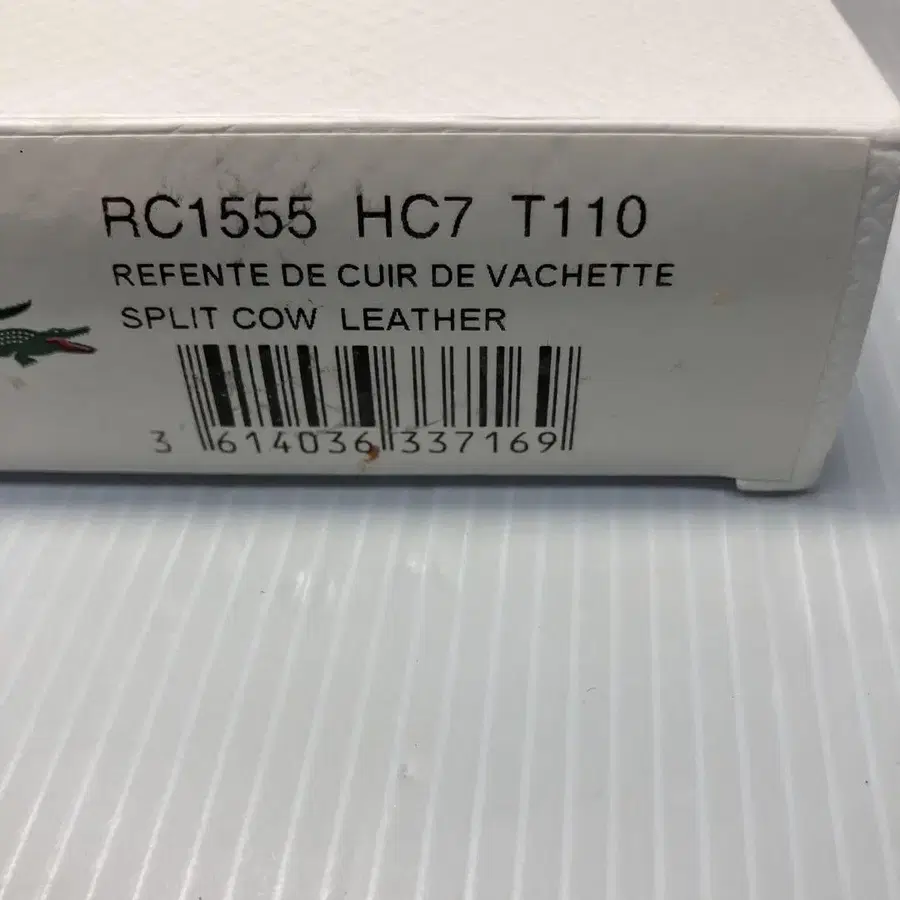 RC1555 HC7 T110
REFENTE DE CUIR DE VACHETTE
SPLIT COW LEATHER
3 614036 337169